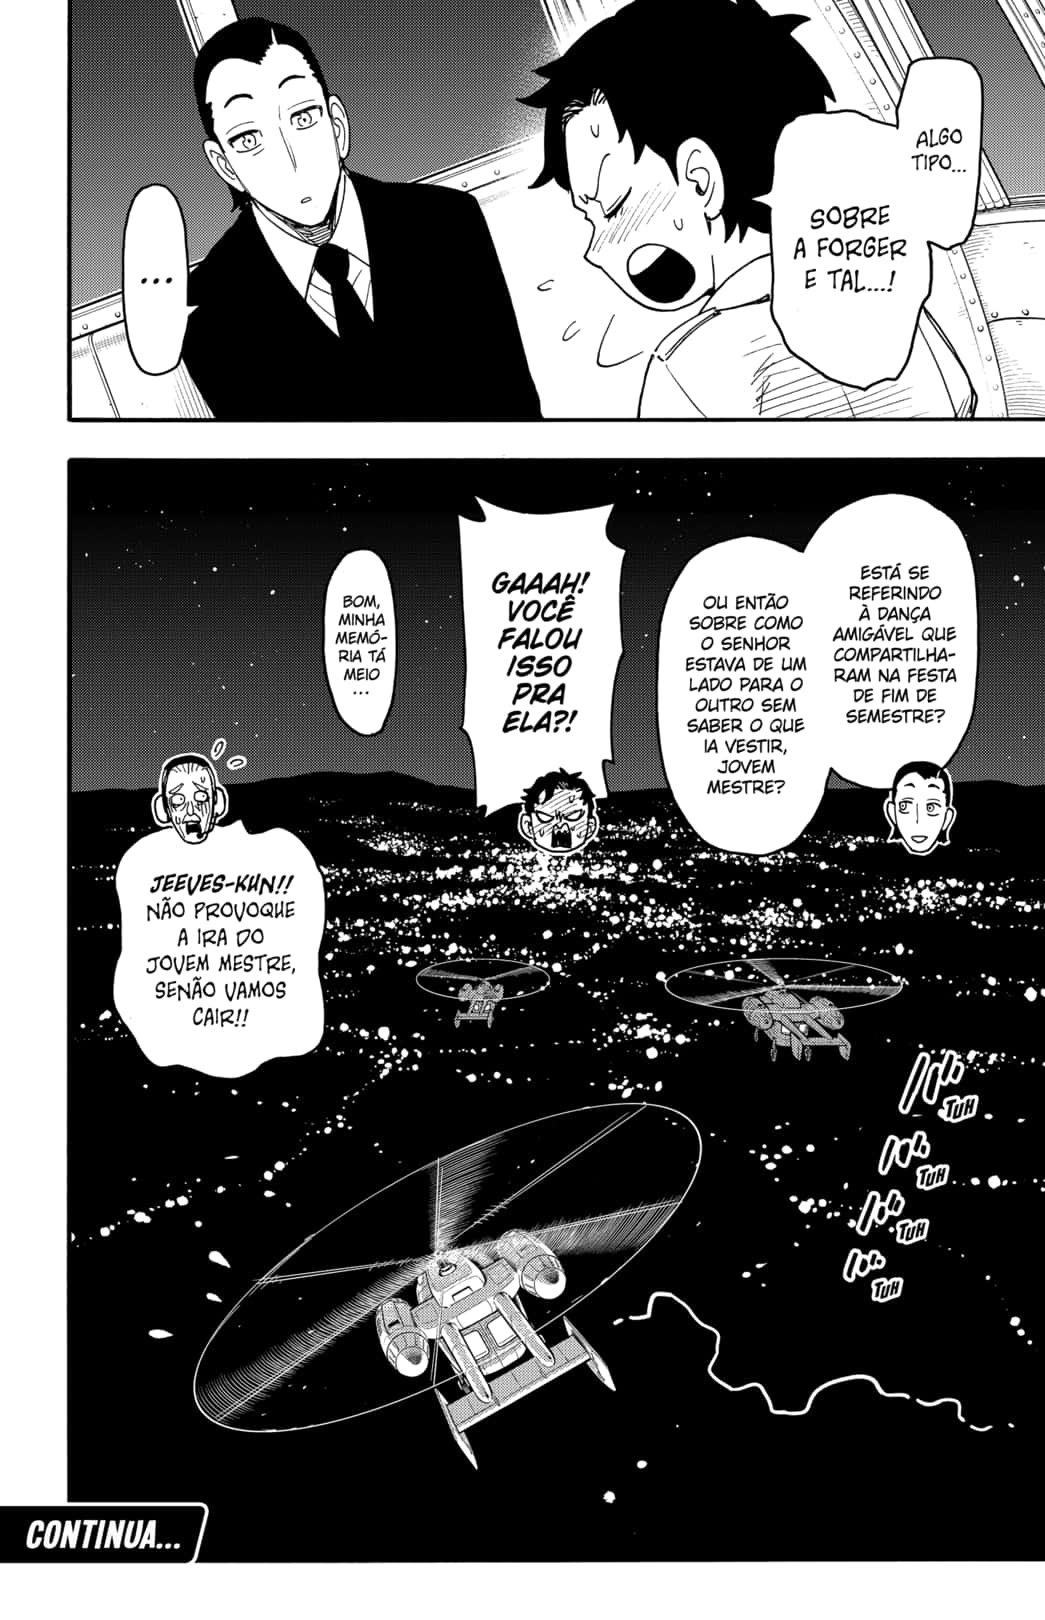 ALGO
TIPO...
SOBRE
A FORGER
E TAL...!
...
ESTÁ SE
REFERINDO
À DANÇA
AMIGÁVEL QUE
COMPARTILHA-
RAM NA FESTA
DE FIM DE
SEMESTRE?
OU ENTÃO
SOBRE COMO
O SENHOR
ESTAVA DE UM
LADO PARA O
OUTRO SEM
SABER O QUE
IA VESTIR,
JOVEM
MESTRE?
GAAAH!
VOCÊ
FALOU
ISSO
PRA
ELA?!
BOM,
MINHA
MEMÓ-
RIA TÁ
MEIO
...
JEEVES-KUN!!
NÃO PROVOQUE
A IRA DO
JOVEM MESTRE,
SENÃO VAMOS
CAIR!!
TUH
TUH
TUH
TUH
CONTINUA...